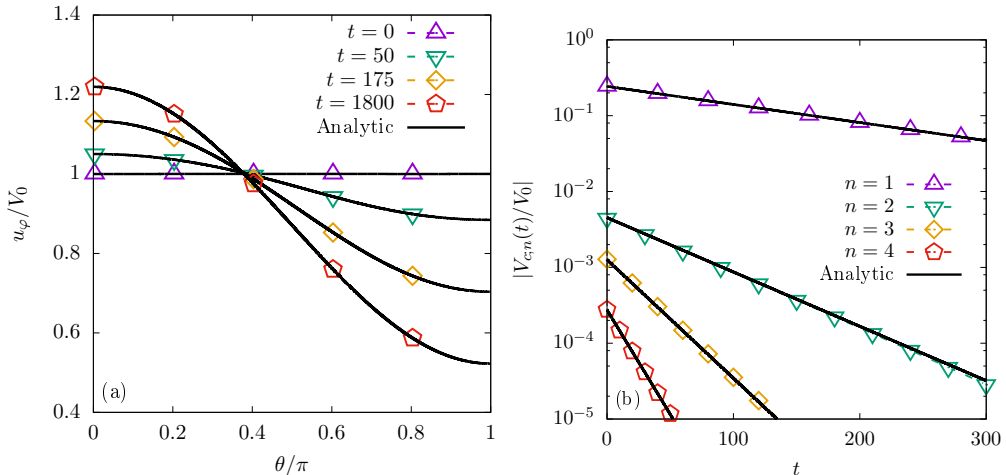 1.4
1.2
1
0.8
0.6
0.4
u_φ/V_0
t = 0
t = 50
t = 175
t = 1800
Analytic
(a)
0 0.2 0.4 0.6 0.8 1
θ/π
10^0
10^-1
10^-2
10^-3
10^-4
10^-5
|V_{c;n}(t)/V_0|
n = 1
n = 2
n = 3
n = 4
Analytic
(b)
0 100 200 300
t